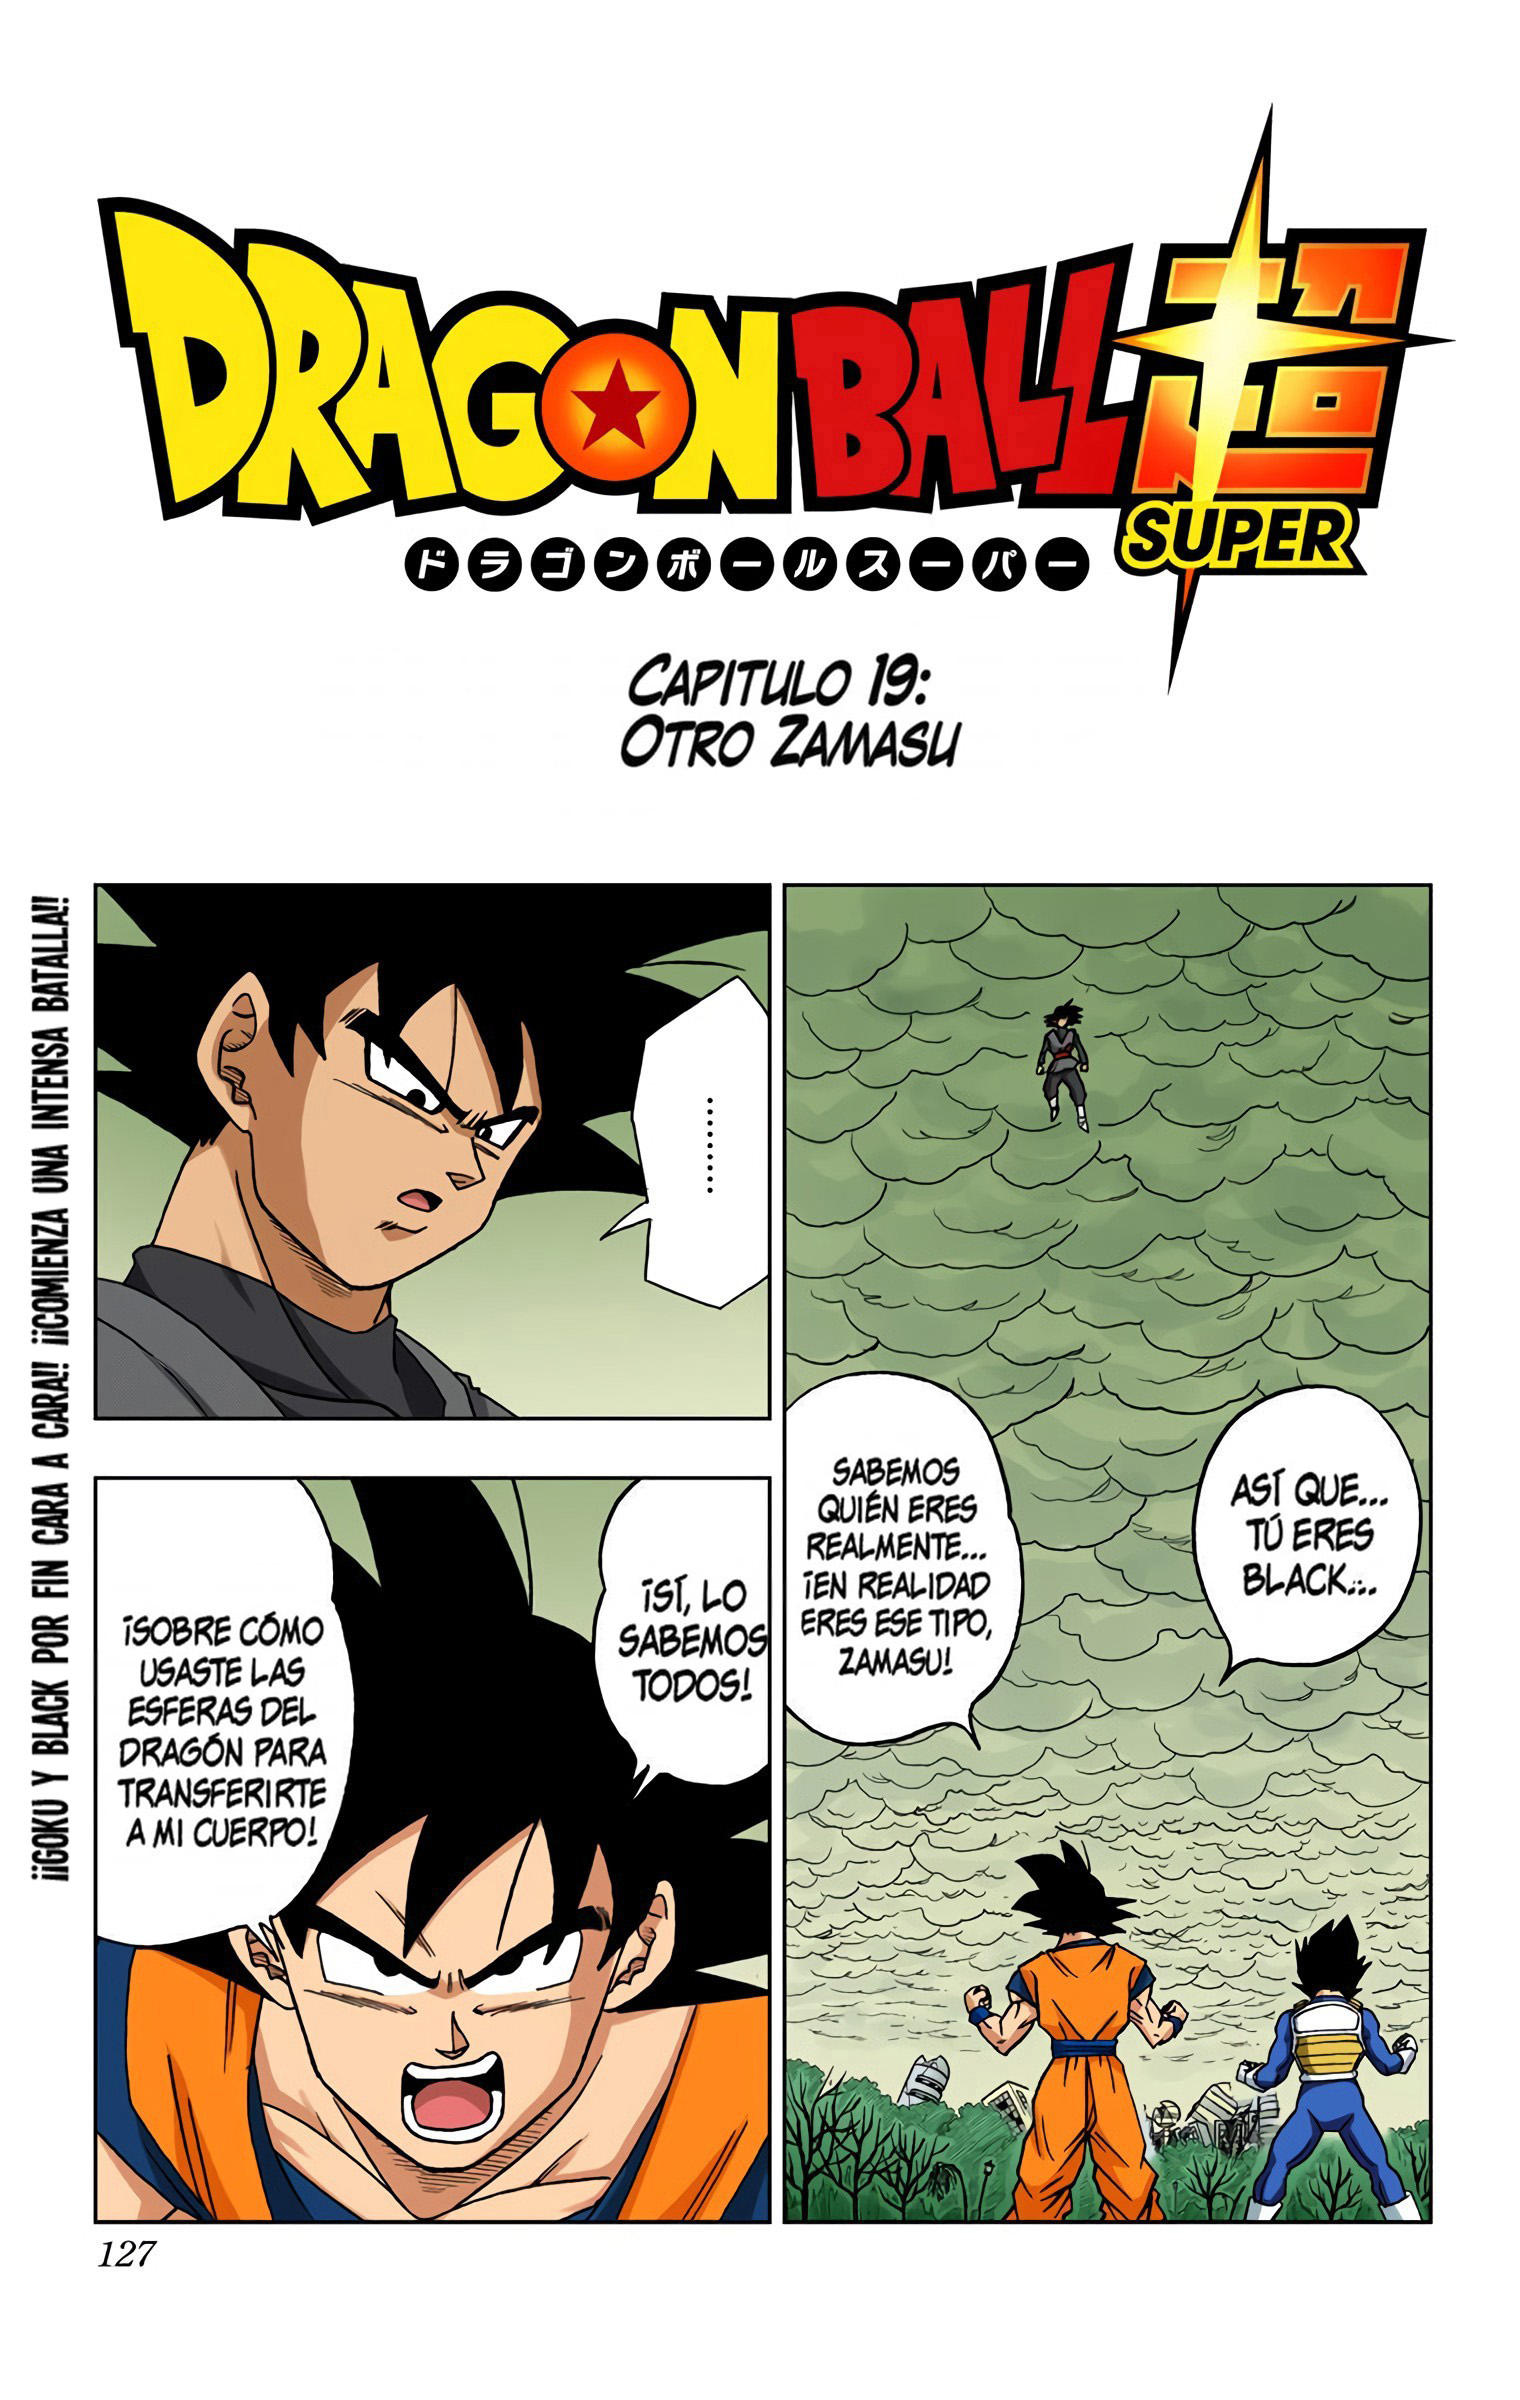 DRAGON BALL 超
SUPER
ドラゴンボールスーパー
CAPITULO 19:
OTRO ZAMASU
¡¡GOKU Y BLACK POR FIN CARA A CARA!! ¡¡COMIENZA UNA INTENSA BATALLA!!
ASÍ QUE...
TÚ ERES
BLACK...
SABEMOS
QUIÉN ERES
REALMENTE...
¡EN REALIDAD
ERES ESE TIPO,
ZAMASU!
........
¡SÍ, LO
SABEMOS
TODOS!
¡SOBRE CÓMO
USASTE LAS
ESFERAS DEL
DRAGÓN PARA
TRANSFERIRTE
A MI CUERPO!
127